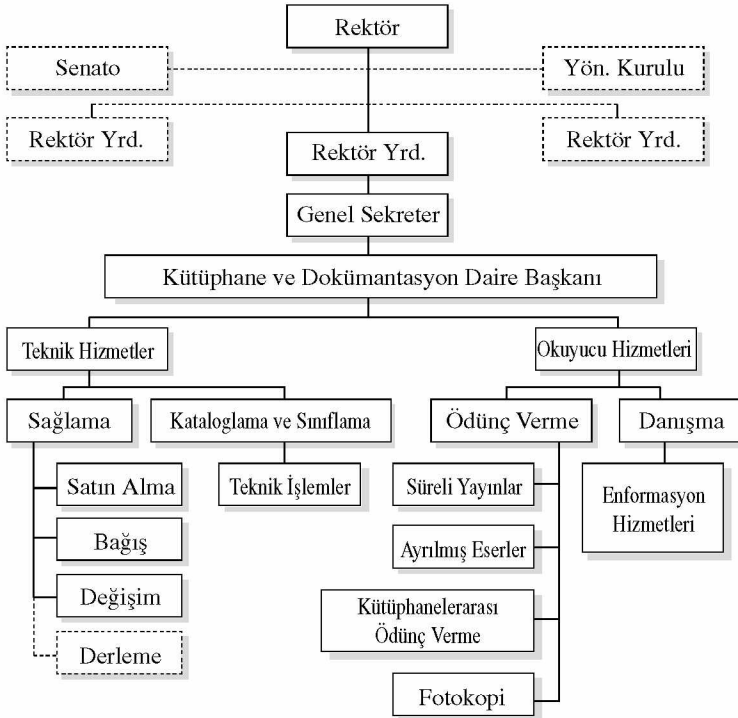 Rektör
Senato
Yön. Kurulu
Rektör Yrd.
Rektör Yrd.
Rektör Yrd.
Genel Sekreter
Kütüphane ve Dokümantasyon Daire Başkanı
Teknik Hizmetler
Okuyucu Hizmetleri
Sağlama
Kataloglama ve Sınıflama
Ödünç Verme
Danışma
Satın Alma
Teknik İşlemler
Süreli Yayınlar
Enformasyon
Hizmetleri
Bağış
Ayrılmış Eserler
Değişim
Kütüphanelerarası
Ödünç Verme
Derleme
Fotokopi